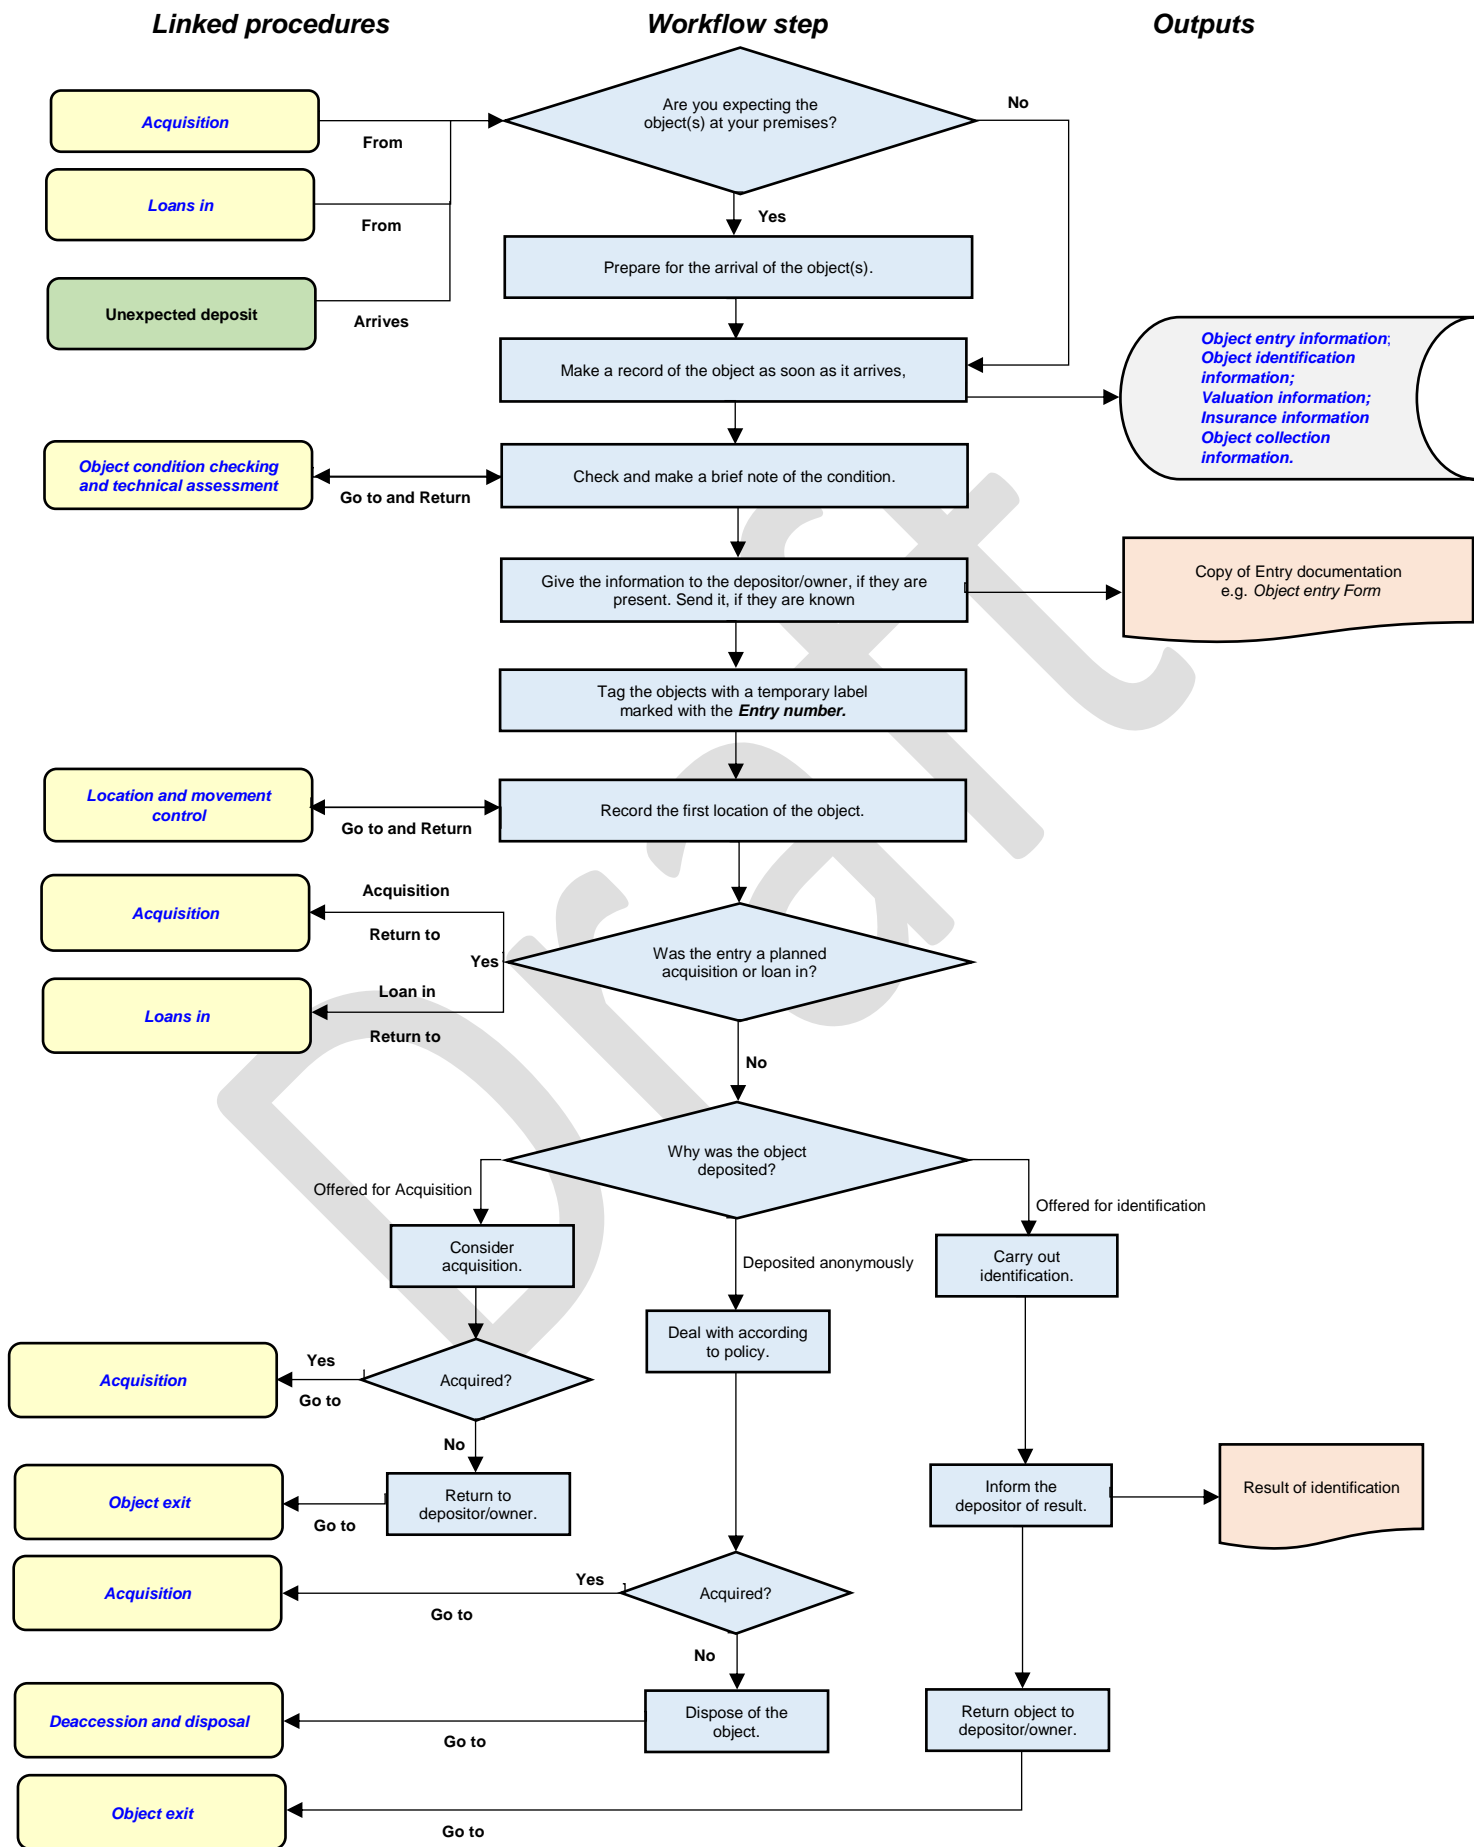 Linked procedures
Workflow step
Outputs
Are you expecting the
object(s) at your premises?
No
Acquisition
From
Loans in
From
Yes
Prepare for the arrival of the object(s).
Unexpected deposit
Arrives
Make a record of the object as soon as it arrives,
Object entry information;
Object identification
information;
Valuation information;
Insurance information
Object collection
information.
Object condition checking
and technical assessment
Go to and Return
Check and make a brief note of the condition.
Give the information to the depositor/owner, if they are
present. Send it, if they are known
Copy of Entry documentation
e.g. Object entry Form
Tag the objects with a temporary label
marked with the Entry number.
Location and movement
control
Go to and Return
Record the first location of the object.
Acquisition
Acquisition
Return to
Yes
Was the entry a planned
acquisition or loan in?
Loans in
Loan in
Return to
No
Why was the object
deposited?
Offered for Acquisition
Offered for identification
Consider
acquisition.
Deposited anonymously
Carry out
identification.
Deal with according
to policy.
Acquisition
Yes
Go to
Acquired?
No
Object exit
Go to
Return to
depositor/owner.
Inform the
depositor of result.
Result of identification
Acquisition
Yes
Go to
Acquired?
No
Deaccession and disposal
Go to
Dispose of the
object.
Return object to
depositor/owner.
Object exit
Go to
Draft